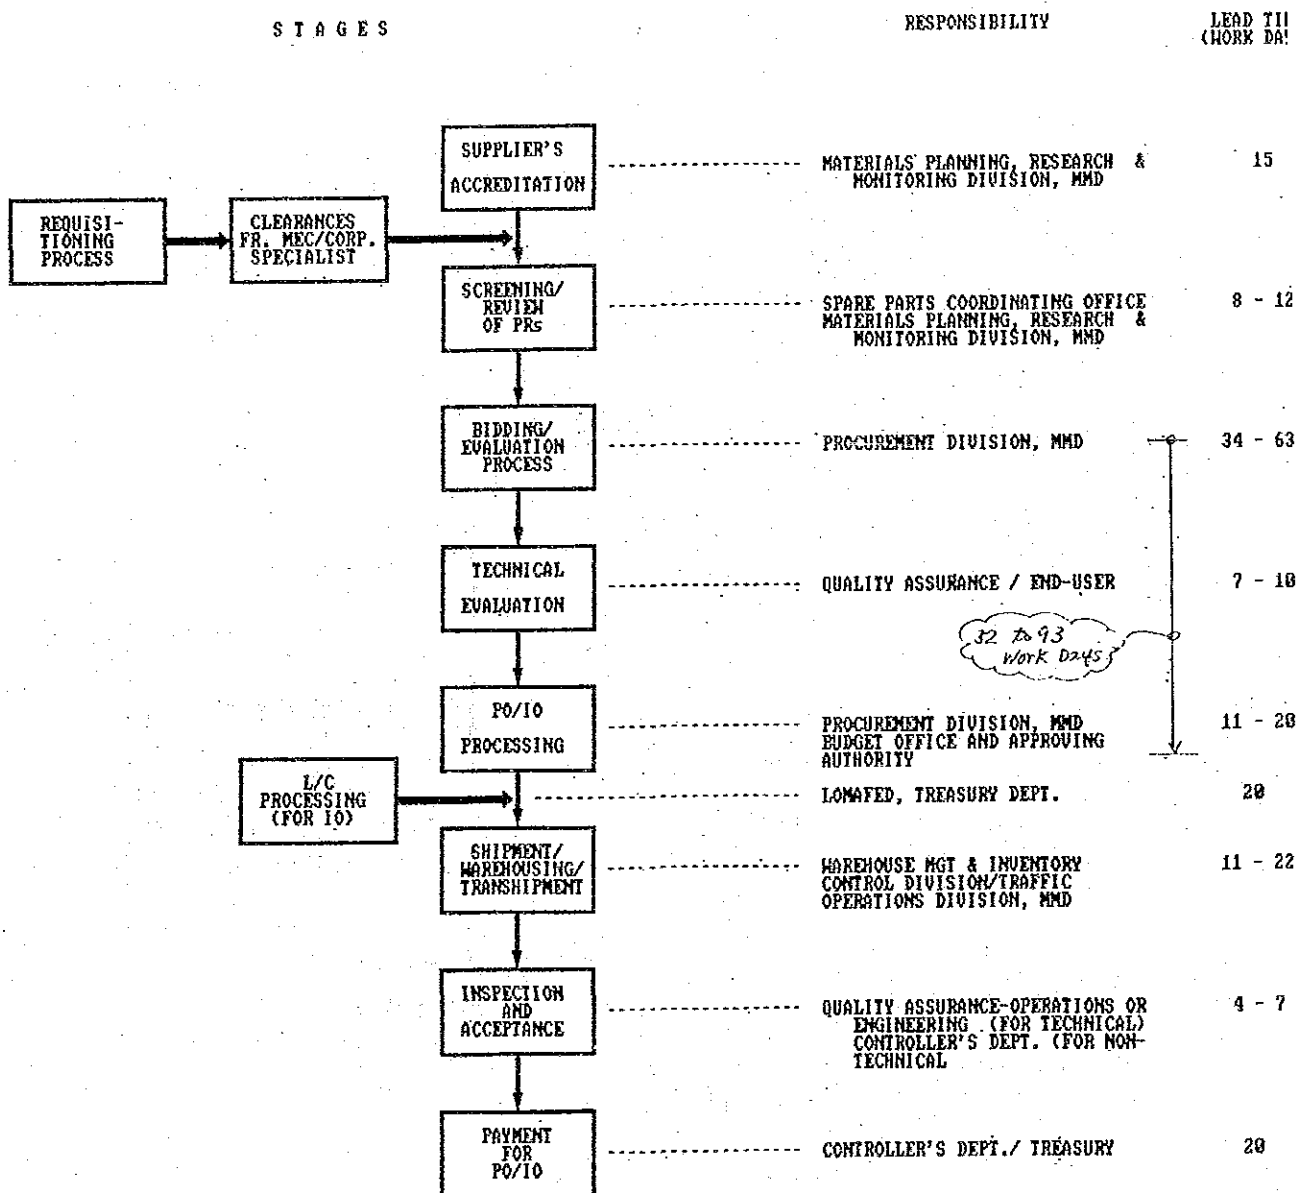 S T A G E S
RESPONSIBILITY
LEAD TI
(WORK DA
SUPPLIER'S
ACCREDITATION
MATERIALS PLANNING, RESEARCH &
MONITORING DIVISION, MMD
15
REQUISI-
TIONING
PROCESS
CLEARANCES
FR. MEC/CORP.
SPECIALIST
SCREENING/
REVIEW
OF PRs
SPARE PARTS COORDINATING OFFICE
MATERIALS PLANNING, RESEARCH &
MONITORING DIVISION, MMD
8 - 12
BIDDING/
EVALUATION
PROCESS
PROCUREMENT DIVISION, MMD
34 - 63
TECHNICAL
EVALUATION
QUALITY ASSURANCE / END-USER
7 - 10
32 to 93
Work Days
PO/IO
PROCESSING
PROCUREMENT DIVISION, MMD
BUDGET OFFICE AND APPROVING
AUTHORITY
11 - 20
L/C
PROCESSING
(FOR IO)
LOMAFED, TREASURY DEPT.
20
SHIPMENT/
WAREHOUSING/
TRANSHIPMENT
WAREHOUSE MGT & INVENTORY
CONTROL DIVISION/TRAFFIC
OPERATIONS DIVISION, MMD
11 - 22
INSPECTION
AND
ACCEPTANCE
QUALITY ASSURANCE-OPERATIONS OR
ENGINEERING (FOR TECHNICAL)
CONTROLLER'S DEPT. (FOR NON-
TECHNICAL
4 - 7
PAYMENT
FOR
PO/IO
CONTROLLER'S DEPT./ TREASURY
20